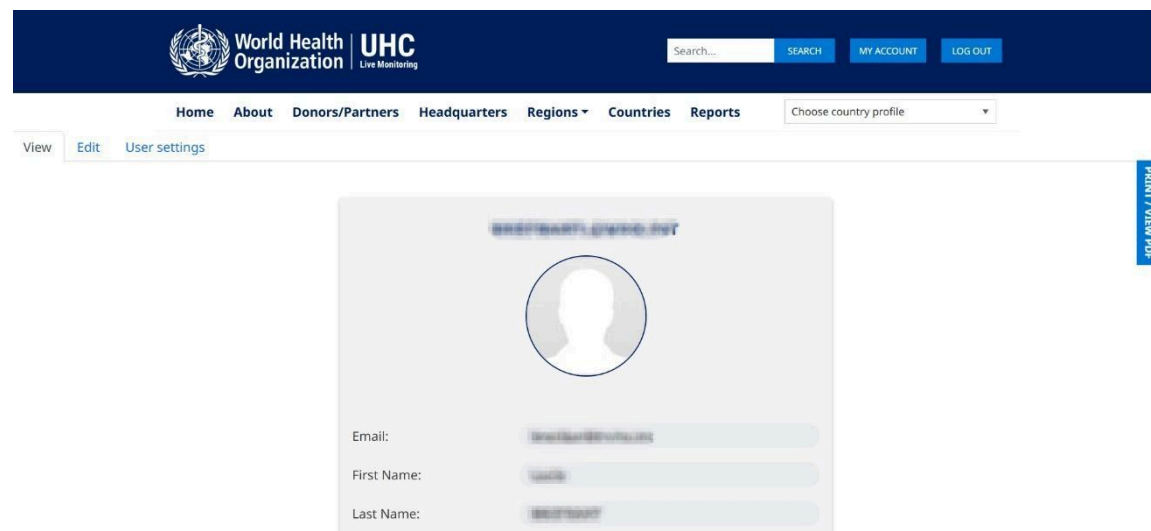 World Health Organization | UHC Live Monitoring
Search... SEARCH MY ACCOUNT LOG OUT
Home About Donors/Partners Headquarters Regions Countries Reports Choose country profile
View Edit User settings
PRINT / VIEW PDF
Email:
First Name:
Last Name: